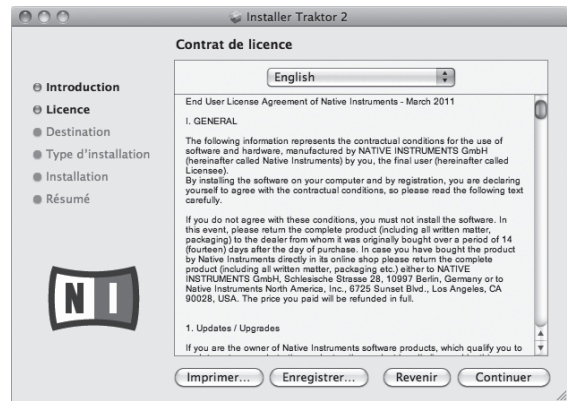 Installer Traktor 2
Contrat de licence
Introduction
Licence
Destination
Type d'installation
Installation
Résumé
English
End User License Agreement of Native Instruments - March 2011
I. GENERAL
The following information represents the contractual conditions for the use of
software and hardware, manufactured by NATIVE INSTRUMENTS GmbH
(hereinafter called Native Instruments) by you, the final user (hereinafter called
Licensee).
By installing the software on your computer and by registration, you are declaring
yourself to agree with the contractual conditions, so please read the following text
carefully.
If you do not agree with these conditions, you must not install the software. In
this event, please return the complete product (including all written matter,
packaging) to the dealer from whom it was originally bought over a period of 14
(fourteen) days after the day of purchase. In case you have bought the product
by Native Instruments directly in its online shop please return the complete
product (including all written matter, packaging etc.) either to NATIVE
INSTRUMENTS GmbH, Schlesische Strasse 28, 10997 Berlin, Germany or to
Native Instruments North America, Inc., 6725 Sunset Blvd., Los Angeles, CA
90028, USA. The price you paid will be refunded in full.
1. Updates / Upgrades
If you are the owner of Native Instruments software products, which qualify you to
NI
Imprimer... Enregistrer... Revenir Continuer